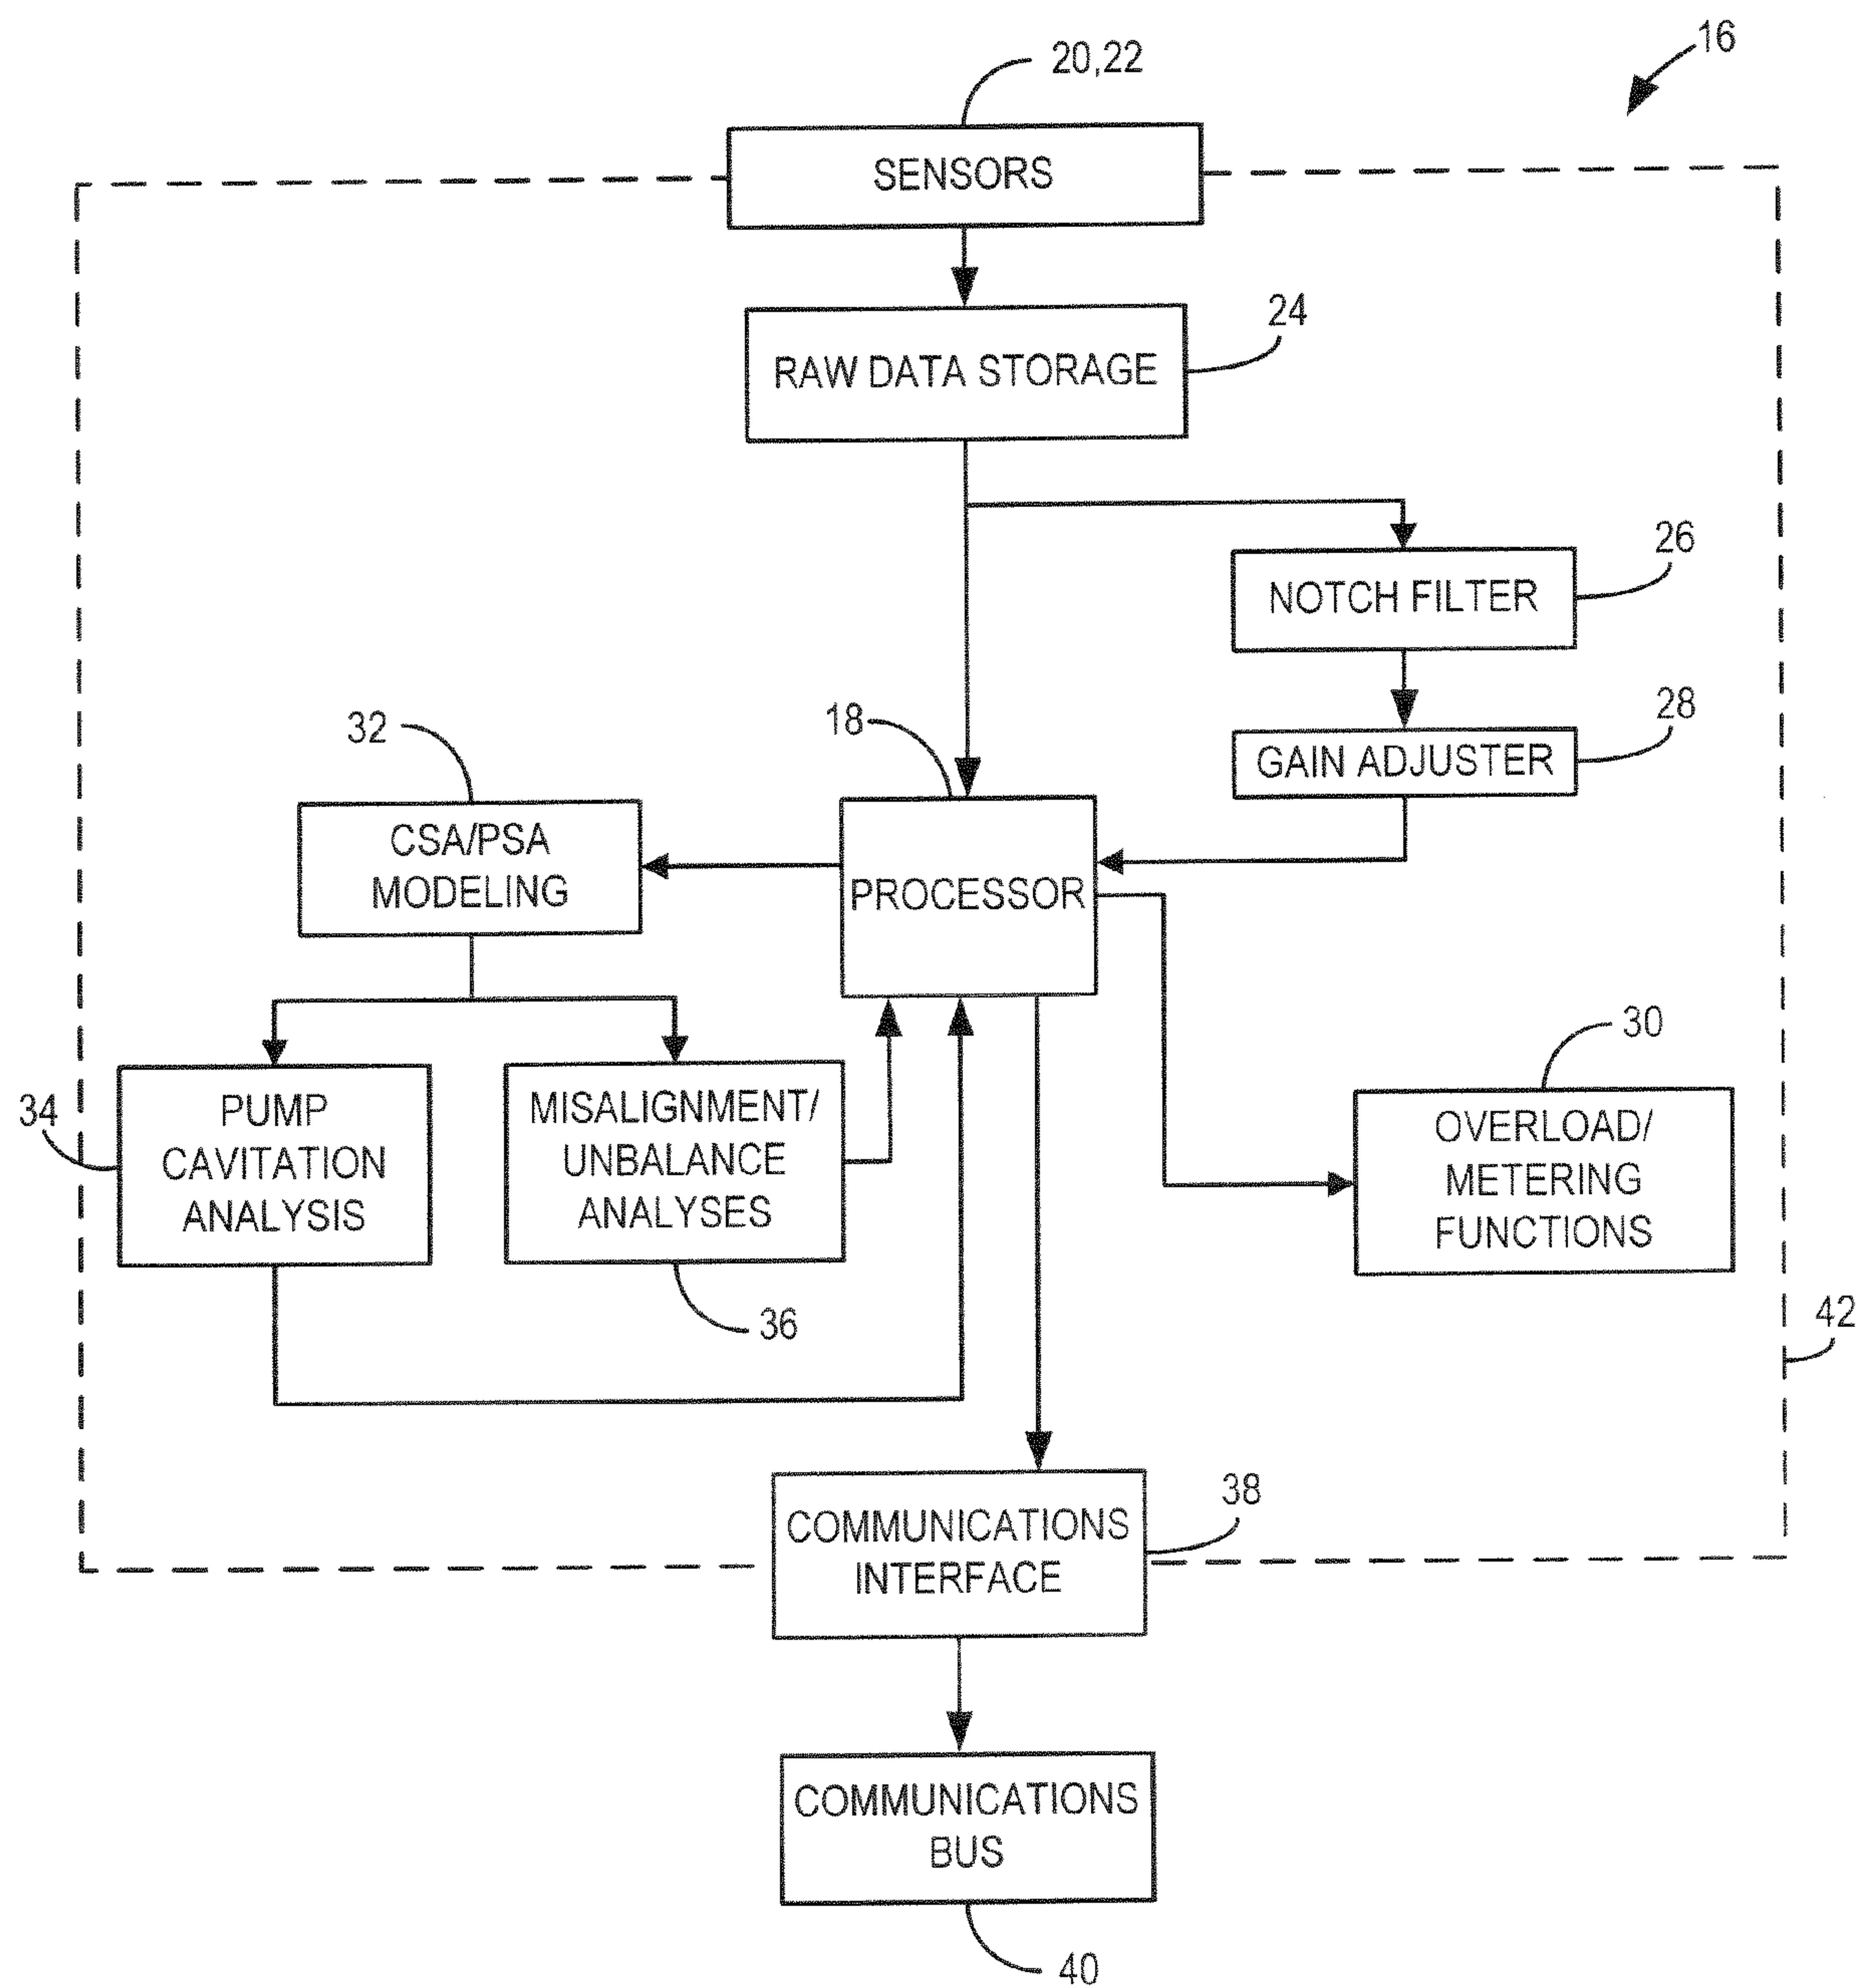 16
20,22
SENSORS
24
RAW DATA STORAGE
26
NOTCH FILTER
28
GAIN ADJUSTER
32
18
CSA/PSA
MODELING
PROCESSOR
30
34
PUMP
CAVITATION
ANALYSIS
MISALIGNMENT/
UNBALANCE
ANALYSES
OVERLOAD/
METERING
FUNCTIONS
36
42
38
COMMUNICATIONS
INTERFACE
COMMUNICATIONS
BUS
40